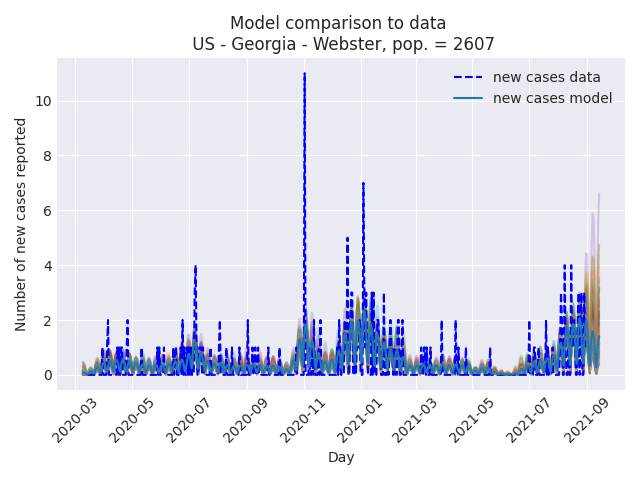 Model comparison to data
US - Georgia - Webster, pop. = 2607
new cases data
new cases model
Number of new cases reported
10
8
6
4
2
0
2020-03
2020-05
2020-07
2020-09
2020-11
2021-01
2021-03
2021-05
2021-07
2021-09
Day